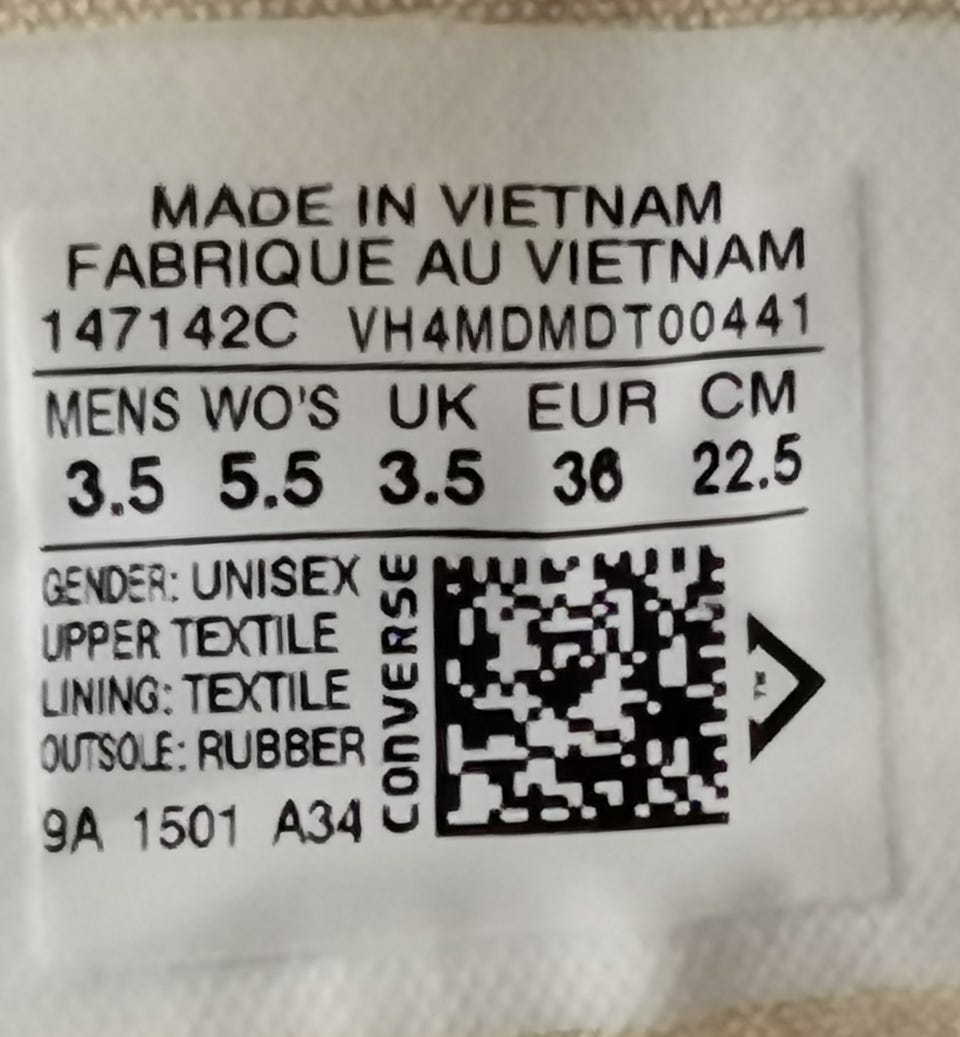 MADE IN VIETNAM
FABRIQUE AU VIETNAM
147142C VH4MDMDT00441
MENS WO'S UK EUR CM
3.5 5.5 3.5 36 22.5
GENDER: UNISEX
UPPER TEXTILE
LINING: TEXTILE
OUTSOLE: RUBBER
9A 1501 A34
CONVERSE